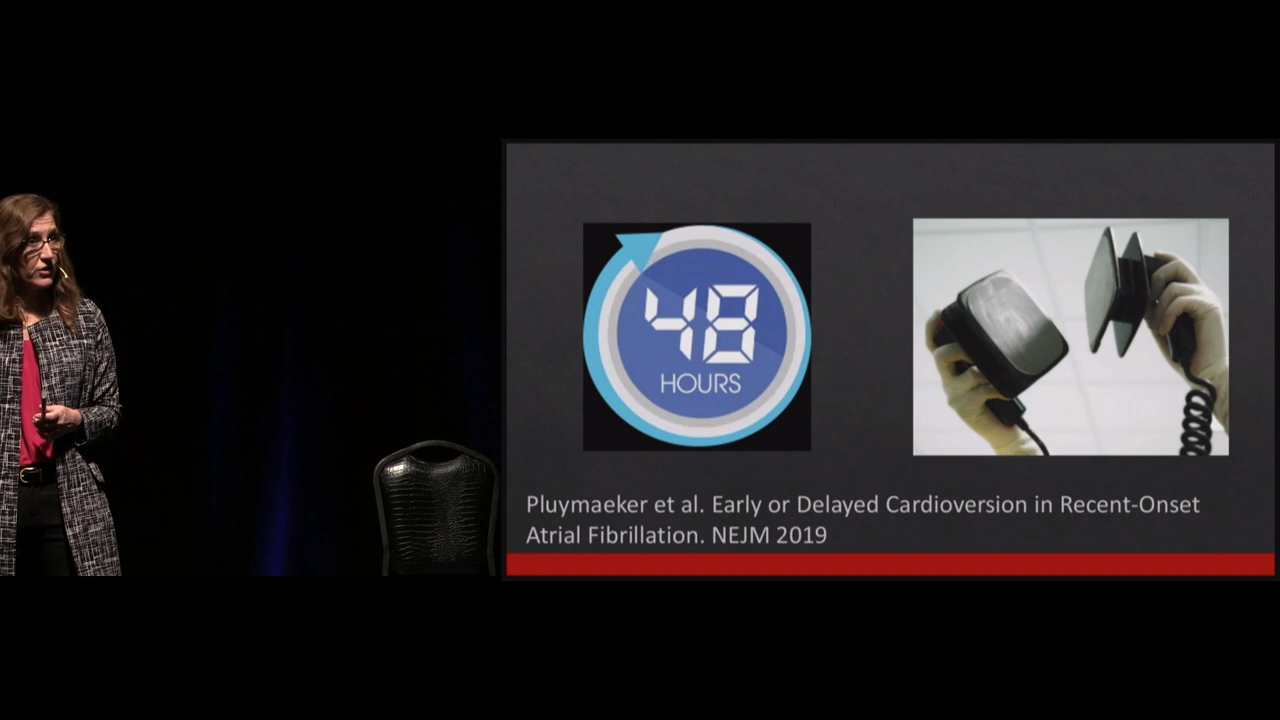 48
HOURS
Pluymaeker et al. Early or Delayed Cardioversion in Recent-Onset
Atrial Fibrillation. NEJM 2019